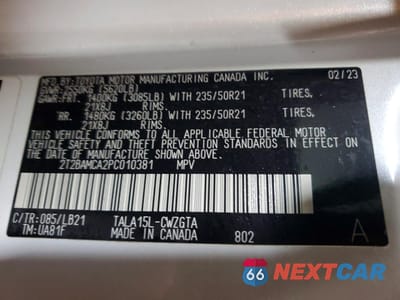 MFD. BY: TOYOTA MOTOR MANUFACTURING CANADA INC. 02/23
GVWR: 2550KG (5620LB)
GAWR: FRT. 1400KG (3085LB) WITH 235/50R21 TIRES,
21X8J RIMS.
RR. 1480KG (3260LB) WITH 235/50R21 TIRES,
21X8J RIMS.
THIS VEHICLE CONFORMS TO ALL APPLICABLE FEDERAL MOTOR
VEHICLE SAFETY AND BUMPER STANDARDS IN EFFECT ON THE
DATE OF MANUFACTURE SHOWN ABOVE.
2T2BAMCA2PC010381 MPV
C/TR: 085/LB21 TALA15L-CWZGTA
TM: UA81F MADE IN CANADA 802 A
66 NEXTCAR